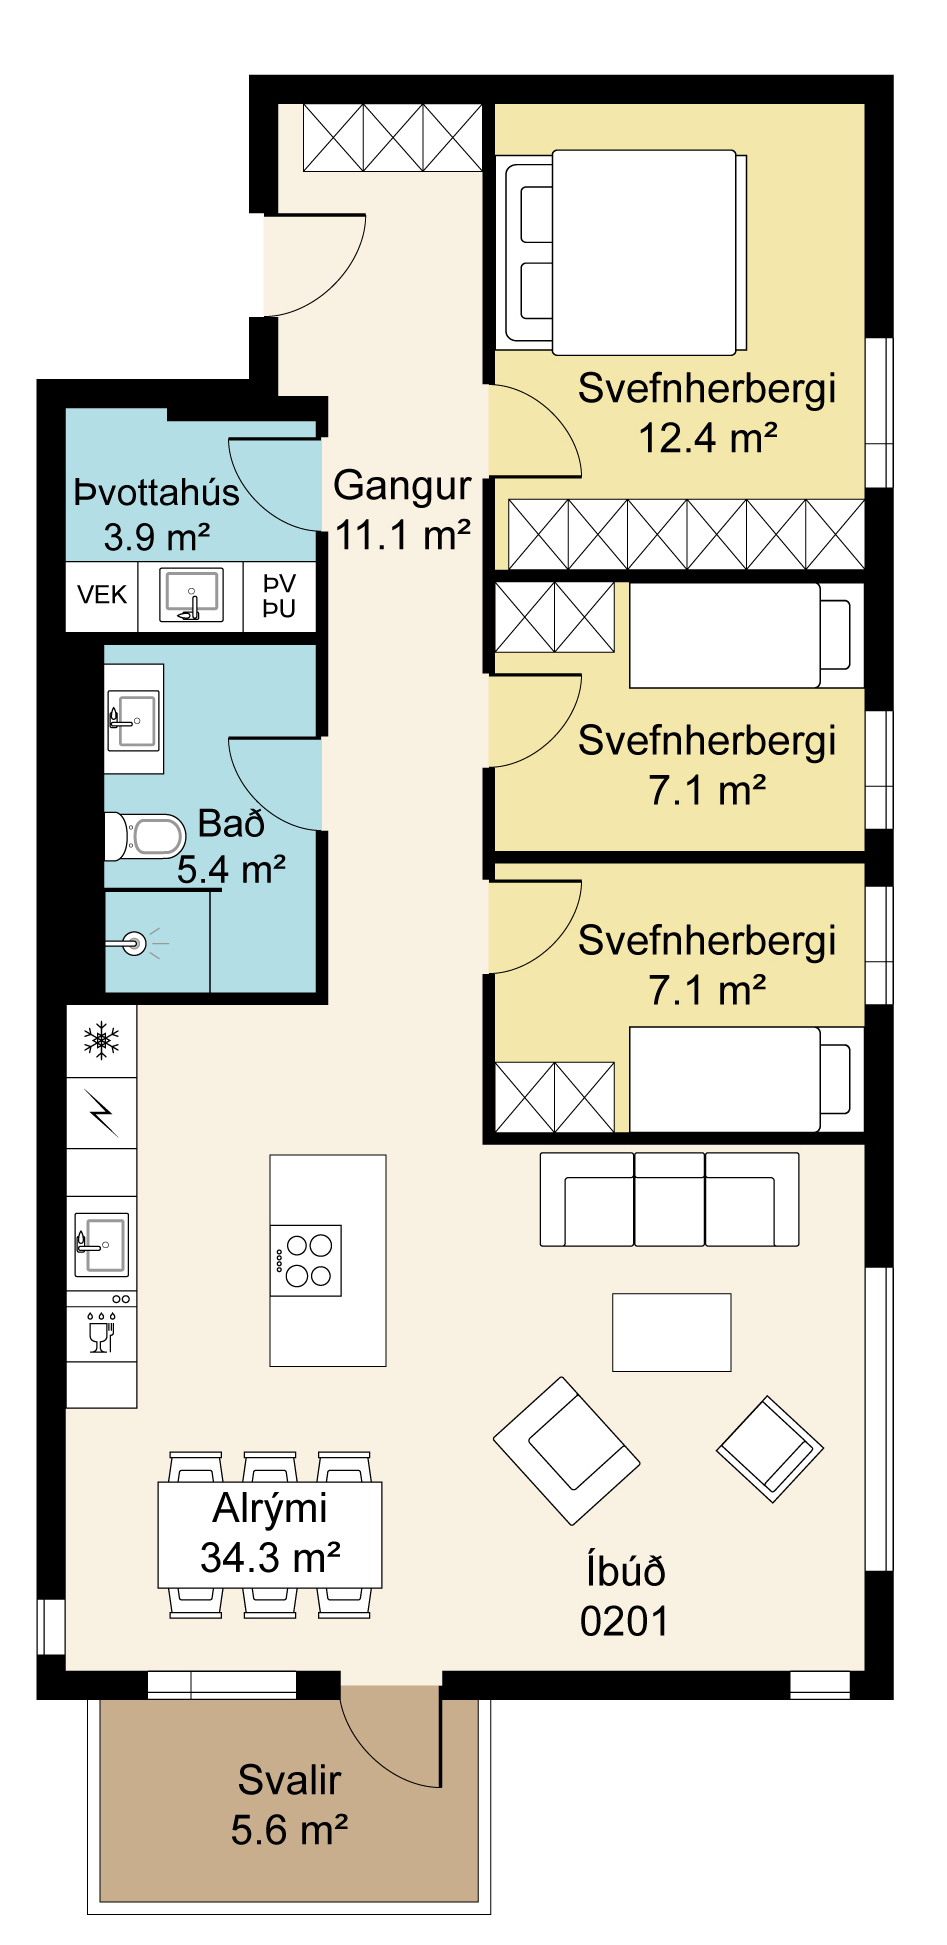 Svefnherbergi
12.4 m²
Þvottahús
3.9 m²
Gangur
11.1 m²
VEK
ÞV
ÞU
Svefnherbergi
7.1 m²
Bað
5.4 m²
Svefnherbergi
7.1 m²
Alrými
34.3 m²
Íbúð
0201
Svalir
5.6 m²